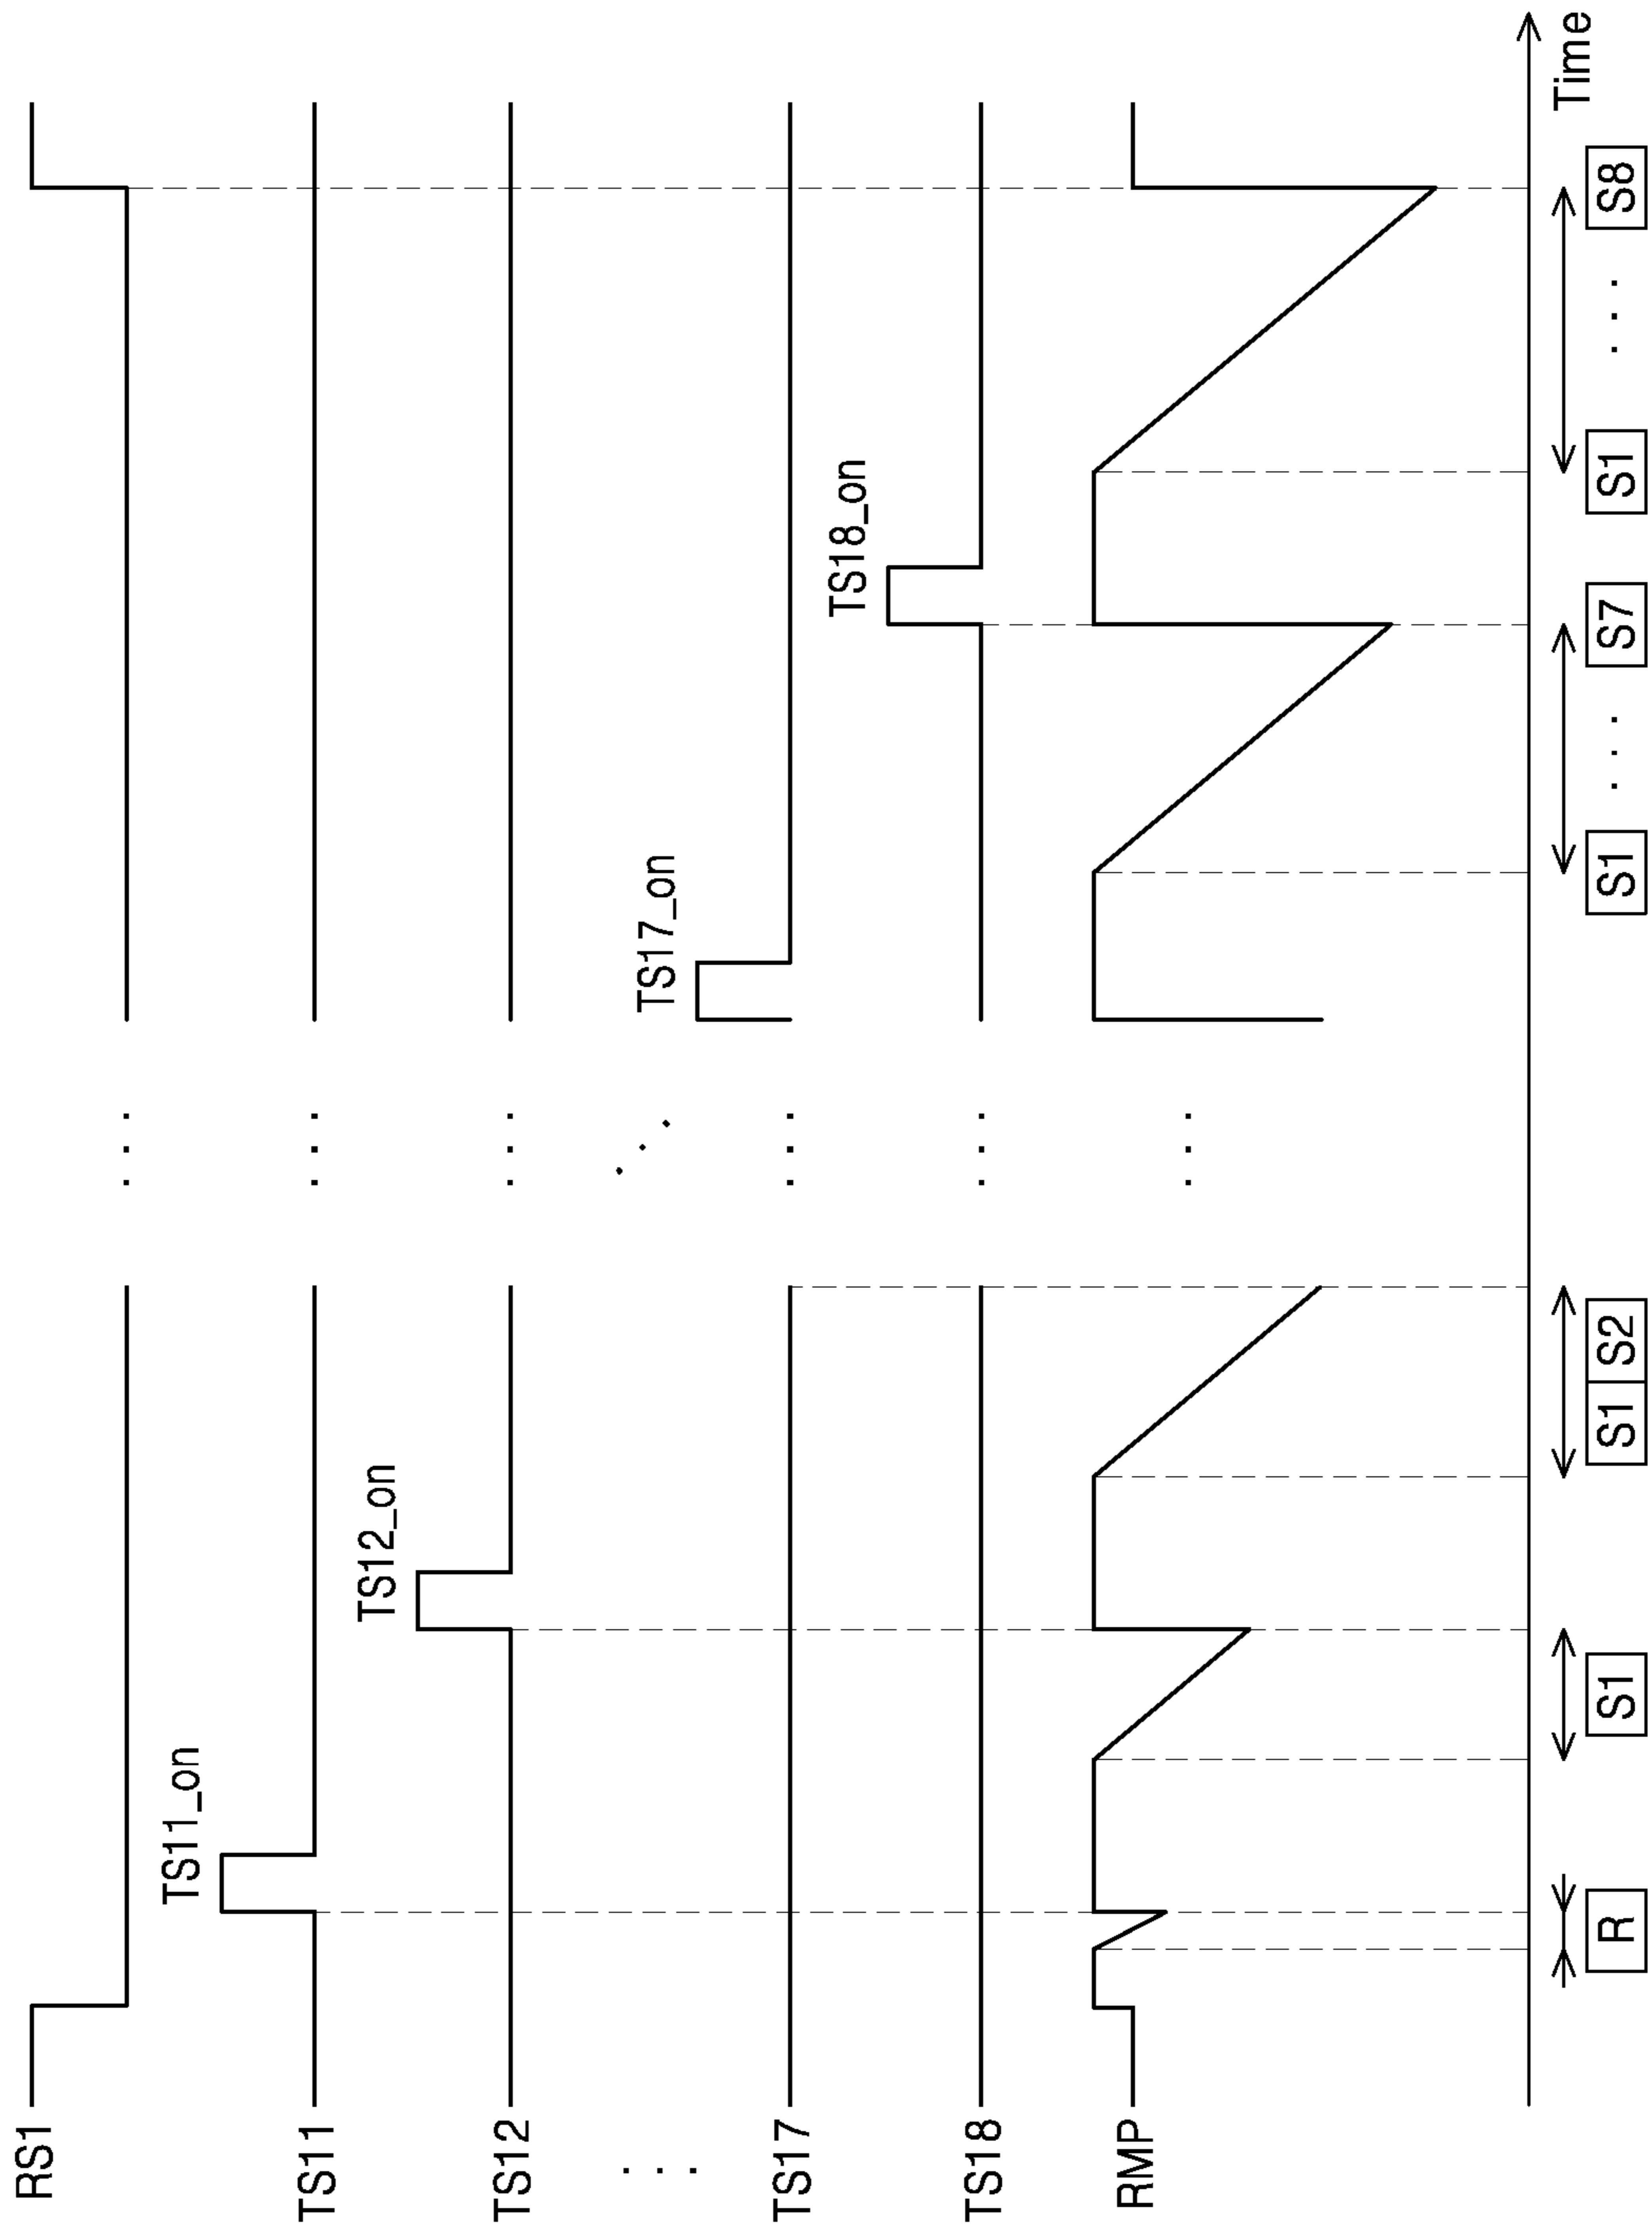 RS1
TS11_on
TS11
TS12_on
TS12
TS17_on
TS17
TS18_on
TS18
RMP
Time
R
S1
S1 S2
S1 . . . S7
S1 . . . S8